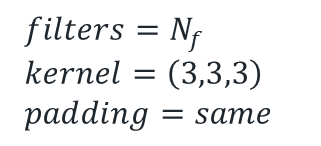 filters = N_f
kernel = (3,3,3)
padding = same